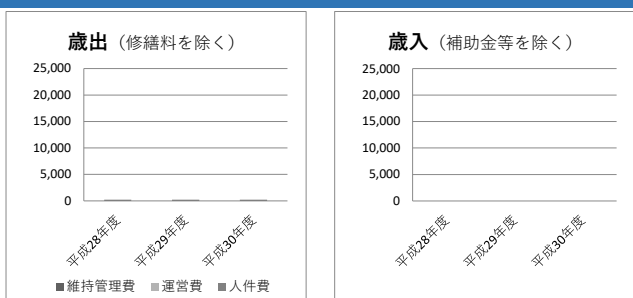 歳出（修繕料を除く）
25,000
20,000
15,000
10,000
5,000
0
平成28年度
平成29年度
平成30年度
■維持管理費 ■運営費 ■人件費
歳入（補助金等を除く）
25,000
20,000
15,000
10,000
5,000
0
平成28年度
平成29年度
平成30年度